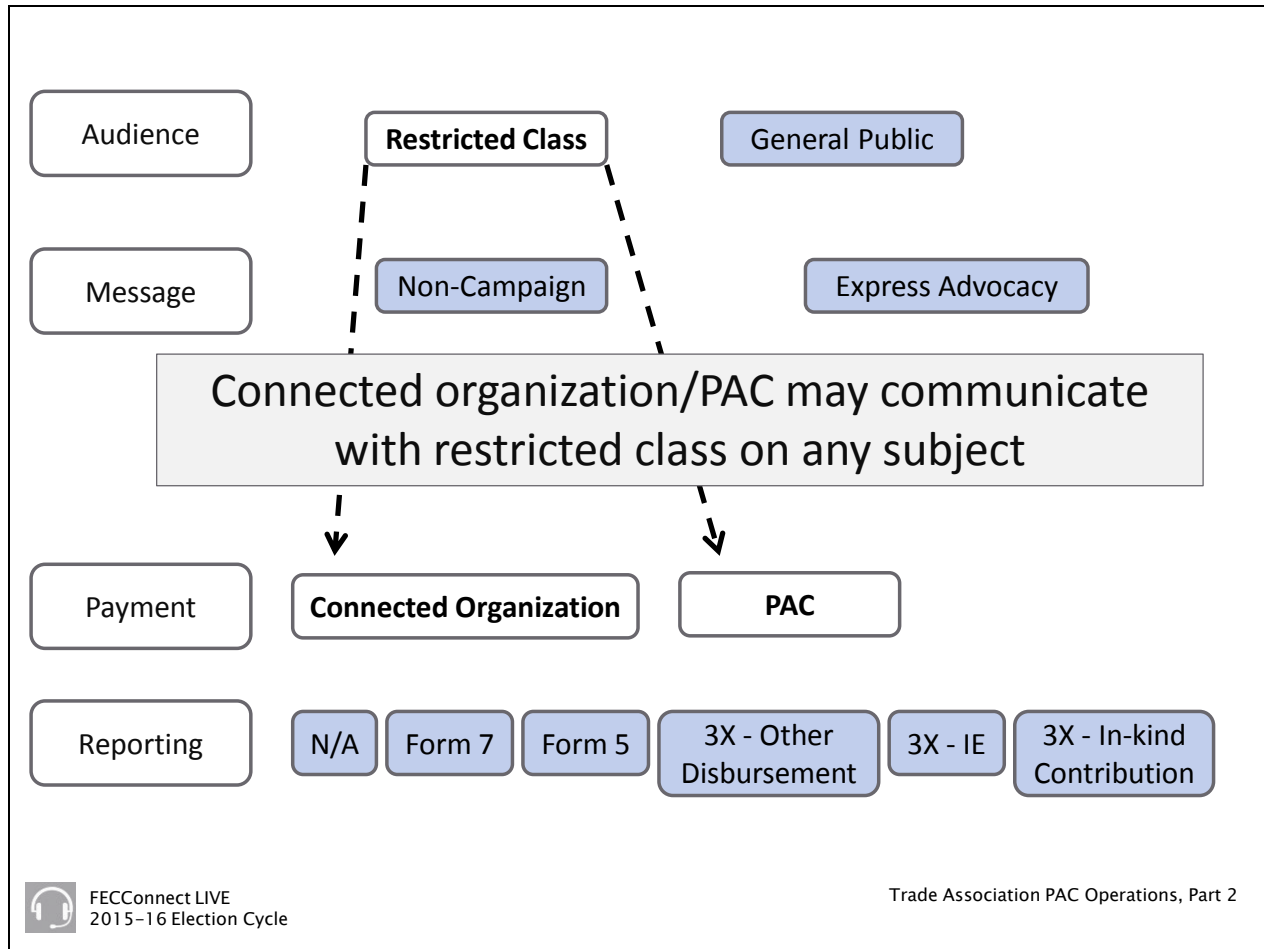 Audience
Restricted Class
General Public
Message
Non-Campaign
Express Advocacy
Connected organization/PAC may communicate
with restricted class on any subject
Payment
Connected Organization
PAC
Reporting
N/A
Form 7
Form 5
3X - Other
Disbursement
3X - IE
3X - In-kind
Contribution
FECConnect LIVE
2015-16 Election Cycle
Trade Association PAC Operations, Part 2